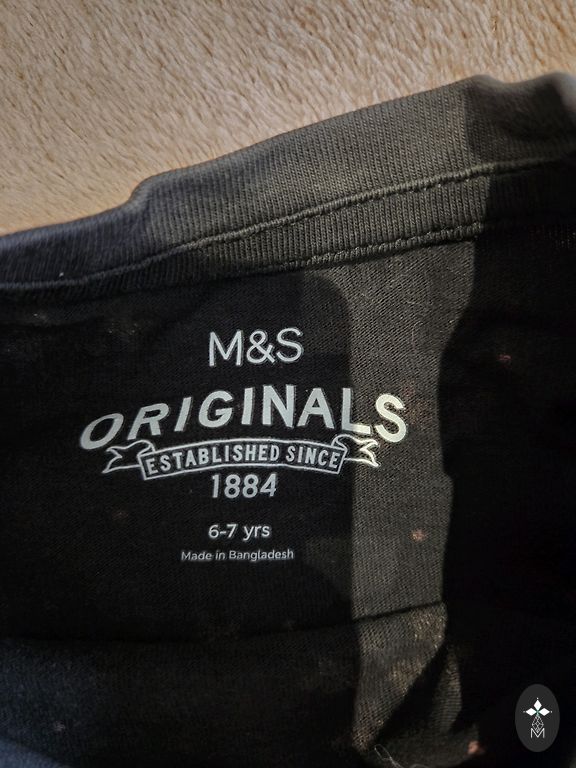 M&S
ORIGINALS
ESTABLISHED SINCE
1884
6-7 yrs
Made in Bangladesh